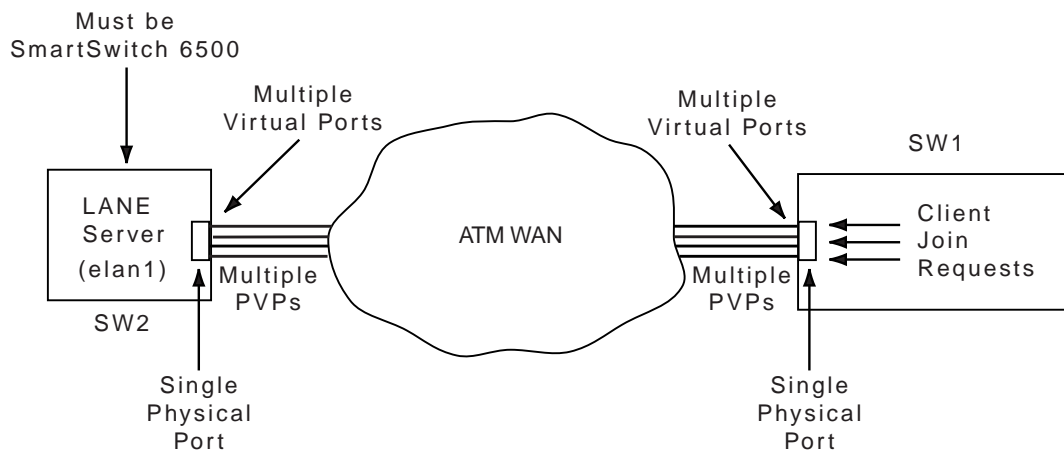 Must be
SmartSwitch 6500
Multiple
Virtual Ports
Multiple
Virtual Ports
SW1
LANE
Server
(elan1)
ATM WAN
Client
Join
Requests
Multiple
PVPs
Multiple
PVPs
SW2
Single
Physical
Port
Single
Physical
Port